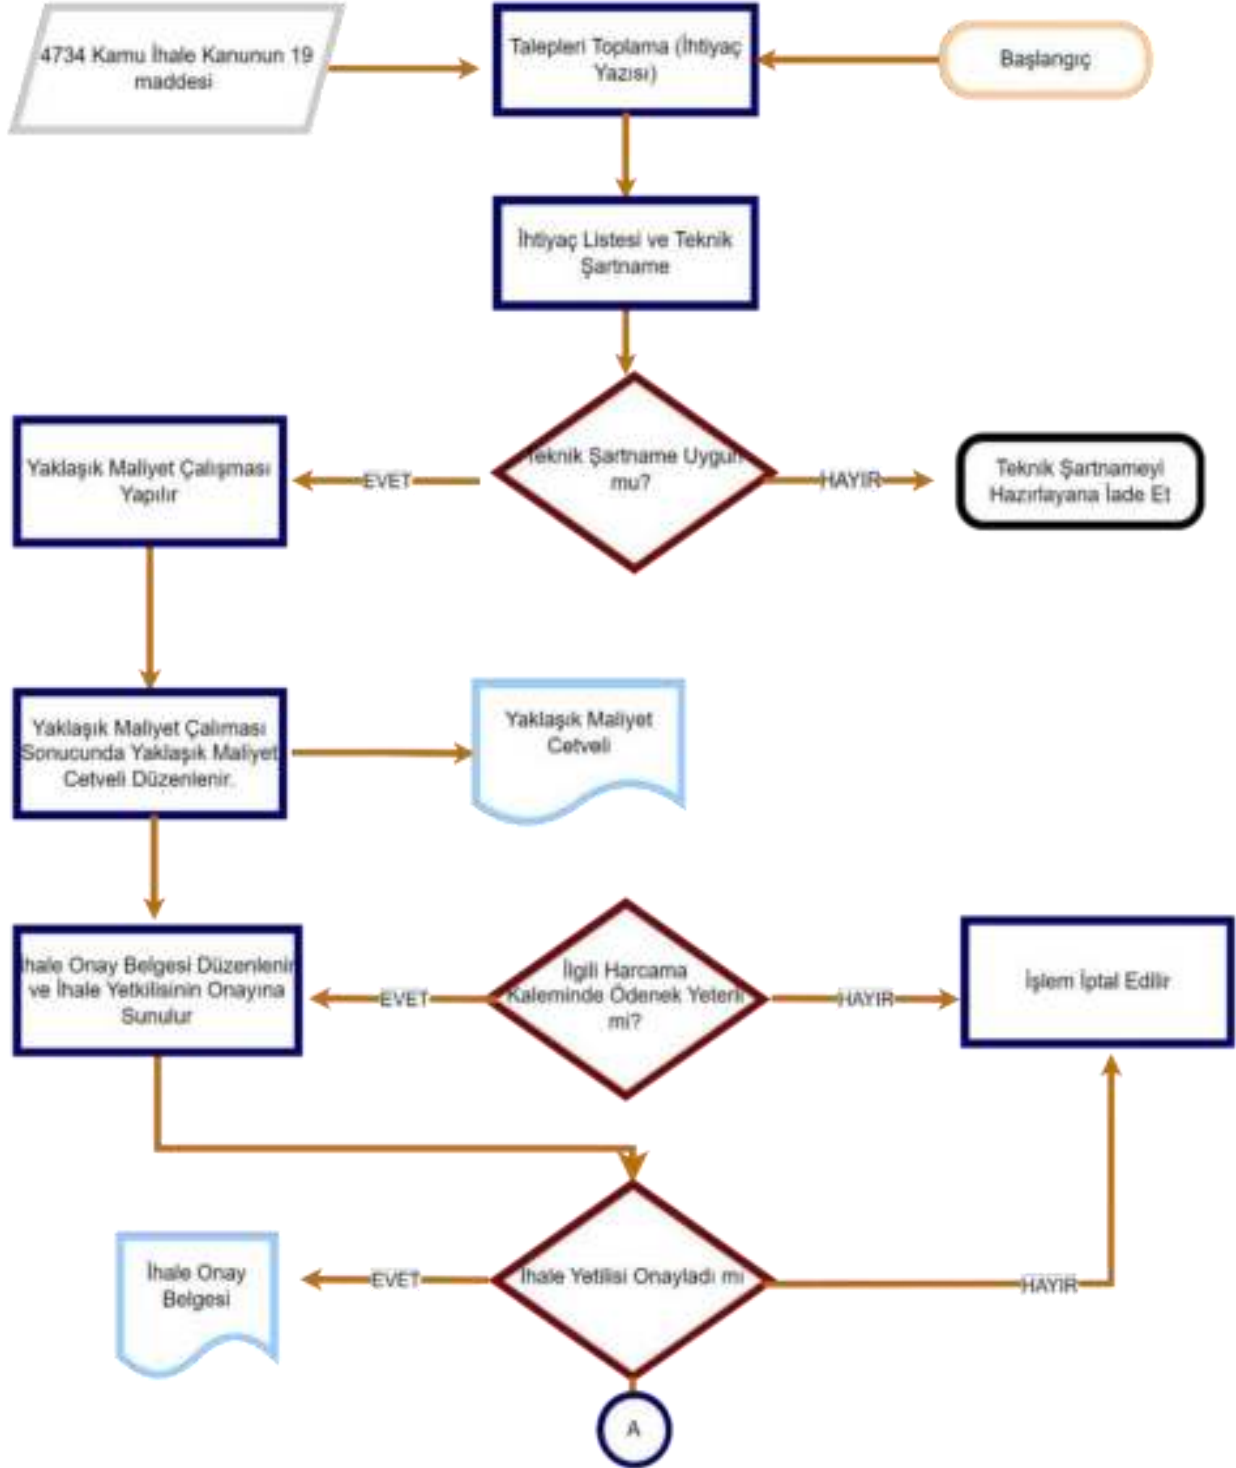 4734 Kamu İhale Kanunun 19
maddesi
Talepleri Toplama (İhtiyaç
Yazısı)
Başlangıç
İhtiyaç Listesi ve Teknik
Şartname
Teknik Şartname Uygun
mu?
EVET
HAYIR
Yaklaşık Maliyet Çalışması
Yapılır
Teknik Şartnameyi
Hazırlayana İade Et
Yaklaşık Maliyet Çalıması
Sonucunda Yaklaşık Maliyet
Cetveli Düzenlenir.
Yaklaşık Maliyet
Cetveli
İhale Onay Belgesi Düzenlenir
ve İhale Yetkilisinin Onayına
Sunulur
EVET
İlgili Harcama
Kaleminde Ödenek Yeterli
mi?
HAYIR
İşlem İptal Edilir
İhale Onay
Belgesi
EVET
İhale Yetilisi Onayladı mı
HAYIR
A